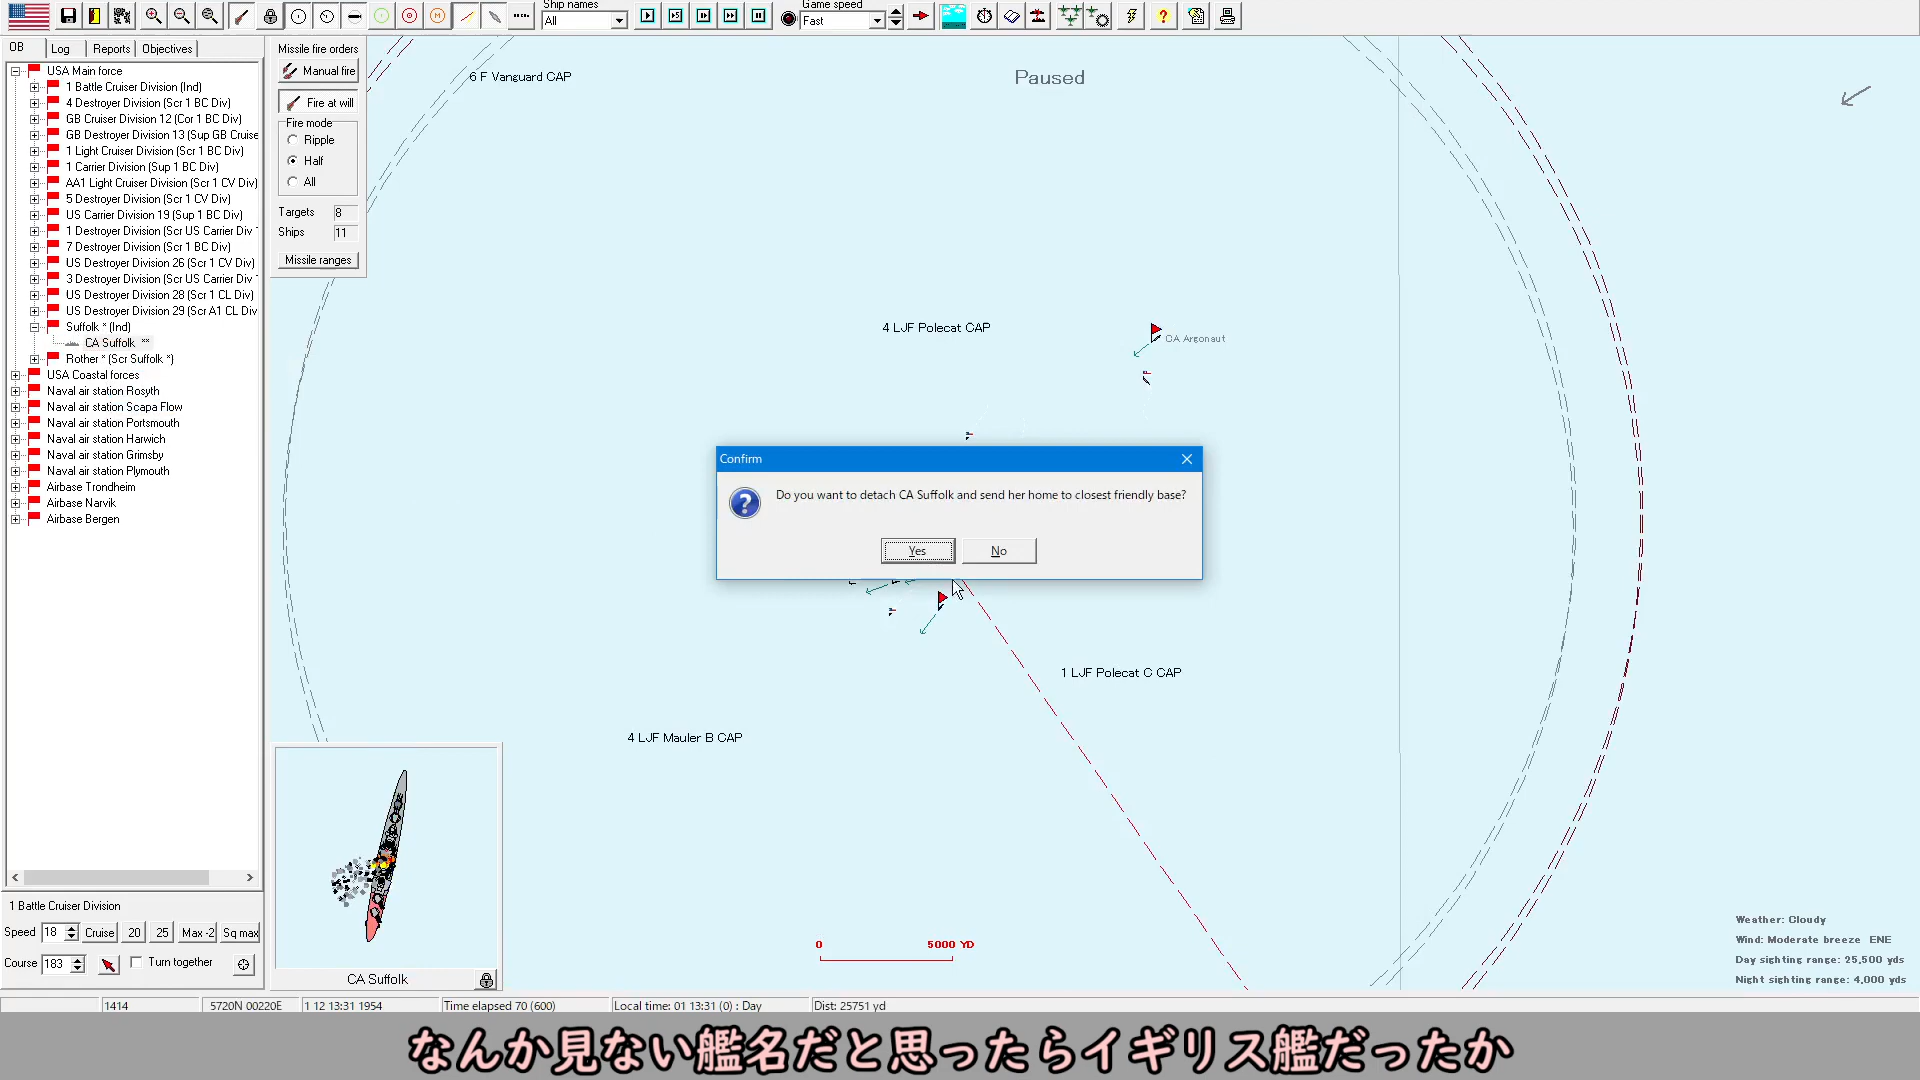 Ship names
All
Game speed
Fast
OB
Log
Reports
Objectives
USA Main force
1 Battle Cruiser Division (Ind)
4 Destroyer Division (Scr 1 BC Div)
GB Cruiser Division 12 (Cor 1 BC Div)
GB Destroyer Division 13 (Sup GB Cruise
1 Light Cruiser Division (Scr 1 BC Div)
1 Carrier Division (Sup 1 BC Div)
AA1 Light Cruiser Division (Scr 1 CV Div)
5 Destroyer Division (Scr 1 CV Div)
US Carrier Division 19 (Sup 1 BC Div)
1 Destroyer Division (Scr US Carrier Div
7 Destroyer Division (Scr 1 BC Div)
US Destroyer Division 26 (Scr 1 CV Div)
3 Destroyer Division (Scr US Carrier Div
US Destroyer Division 28 (Scr 1 CL Div)
US Destroyer Division 29 (Scr A1 CL Div
Suffolk * (Ind)
CA Suffolk **
Rother * (Scr Suffolk *)
USA Coastal forces
Naval air station Rosyth
Naval air station Scapa Flow
Naval air station Portsmouth
Naval air station Harwich
Naval air station Grimsby
Naval air station Plymouth
Airbase Trondheim
Airbase Narvik
Airbase Bergen
Missile fire orders
Manual fire
Fire at will
Fire mode
Ripple
Half
All
Targets 8
Ships 11
Missile ranges
6 F Vanguard CAP
Paused
4 LJF Polecat CAP
CA Argonaut
Confirm
Do you want to detach CA Suffolk and send her home to closest friendly base?
Yes
No
1 LJF Polecat C CAP
4 LJF Mauler B CAP
0 5000 YD
Weather: Cloudy
Wind: Moderate breeze ENE
Day sighting range: 25,500 yds
Night sighting range: 4,000 yds
1 Battle Cruiser Division
Speed 18 Cruise 20 25 Max -2 Sq max
Course 183 Turn together
CA Suffolk
1414
5720N 00220E
1 12 13:31 1954
Time elapsed 70 (600)
Local time: 01 13:31 (0) : Day
Dist: 25751 yd
なんか見ない艦名だと思ったらイギリス艦だったか